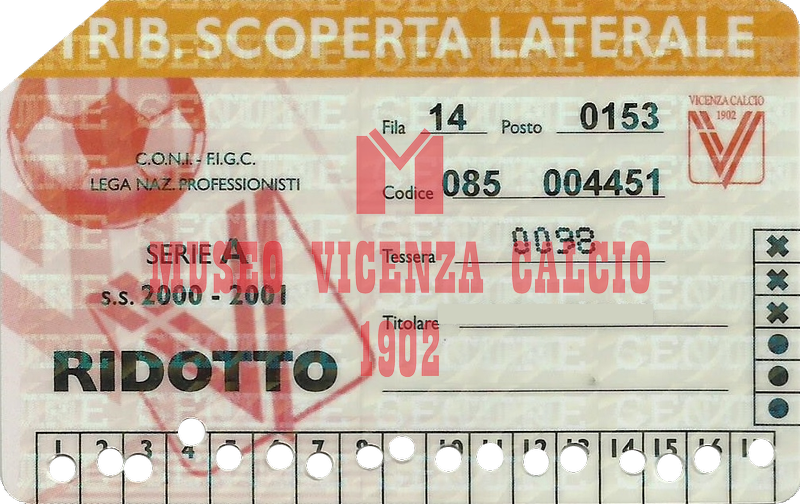 TRIB. SCOPERTA LATERALE
VICENZA CALCIO
1902
Fila 14 Posto 0153
C.O.N.I. - F.I.G.C.
LEGA NAZ. PROFESSIONISTI
Codice 085 004451
Tessera 0098
SERIE A
MUSEO VICENZA CALCIO
s.s. 2000 - 2001
Titolare
1902
RIDOTTO
1 2 3 4 5 6 7 8 9 10 11 12 13 14 15 16 17